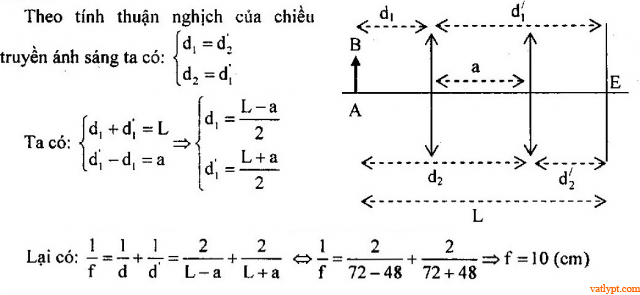 Theo tính thuận nghịch của chiều
truyền ánh sáng ta có: { d₁ = d₂′
d₂ = d₁′
Ta có: { d₁ + d₁′ = L
d₁′ − d₁ = a
⇒ { d₁ = (L − a)/2
d₁′ = (L + a)/2
d₁ d₁′
B
a
A E
d₂ d₂′
L
Lại có: 1/f = 1/d + 1/d′ = 2/(L − a) + 2/(L + a) ⇔ 1/f = 2/(72 − 48) + 2/(72 + 48) ⇒ f = 10 (cm)
vatlypt.com